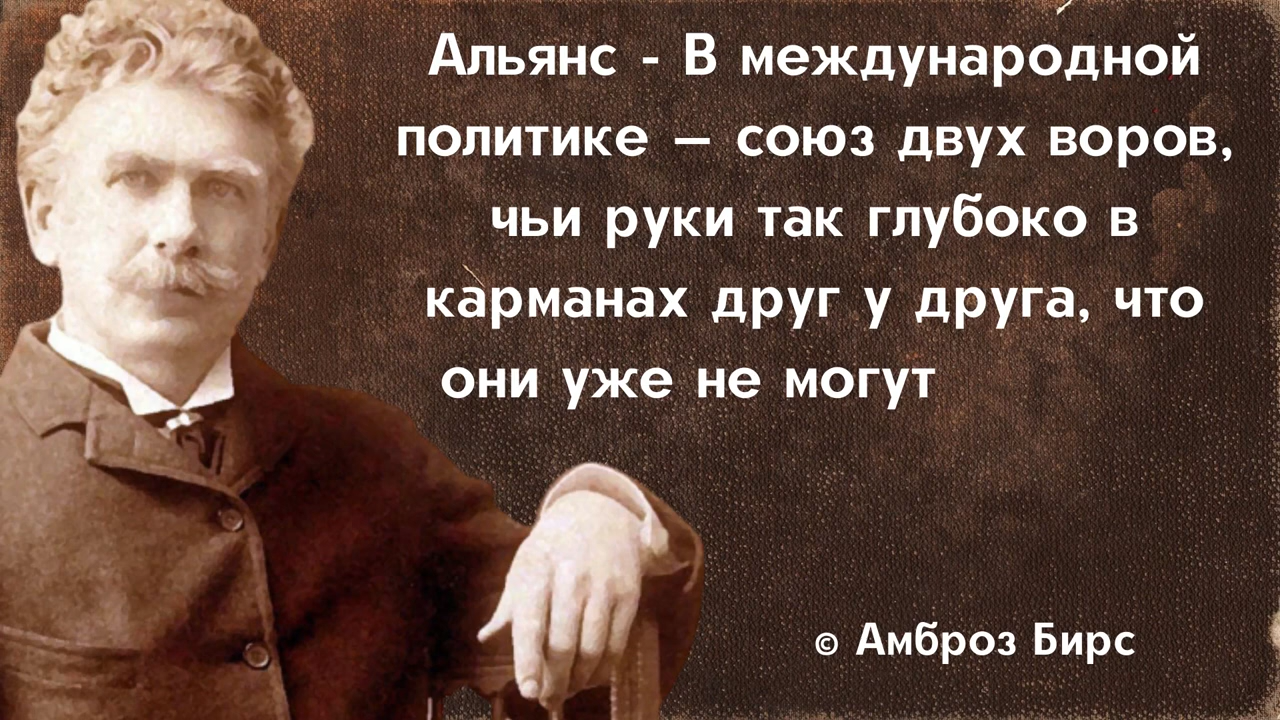 Альянс - В международной
политике — союз двух воров,
чьи руки так глубоко в
карманах друг у друга, что
они уже не могут
© Амброз Бирс